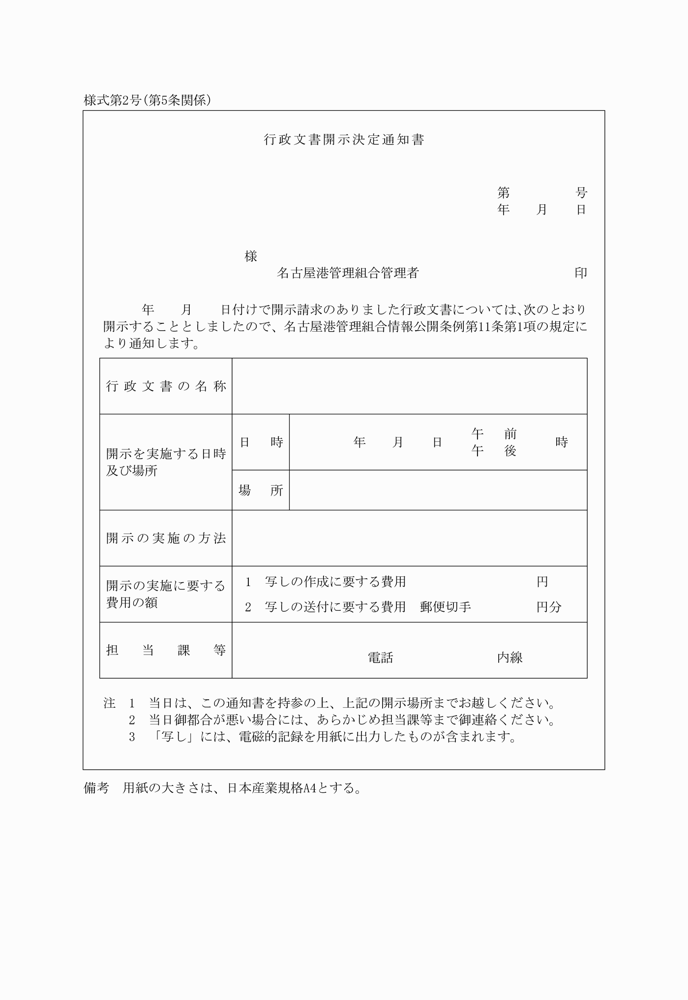 様式第2号(第5条関係)
行政文書開示決定通知書
第　　　　　号
年　　月　　日
様
名古屋港管理組合管理者　　　　　　　　　　　　印
年　　月　　日付けで開示請求のありました行政文書については、次のとおり
開示することとしましたので、名古屋港管理組合情報公開条例第11条第1項の規定に
より通知します。
行政文書の名称
開示を実施する日時
及び場所
日　時
年　　月　　日　　午　前　　　時
午　後
場　所
開示の実施の方法
開示の実施に要する
費用の額
1　写しの作成に要する費用　　　　　　　　　　円
2　写しの送付に要する費用　郵便切手　　　　　円分
担　当　課　等
電話　　　　　　　　内線
注　1　当日は、この通知書を持参の上、上記の開示場所までお越しください。
2　当日御都合が悪い場合には、あらかじめ担当課等まで御連絡ください。
3　「写し」には、電磁的記録を用紙に出力したものが含まれます。
備考　用紙の大きさは、日本産業規格A4とする。